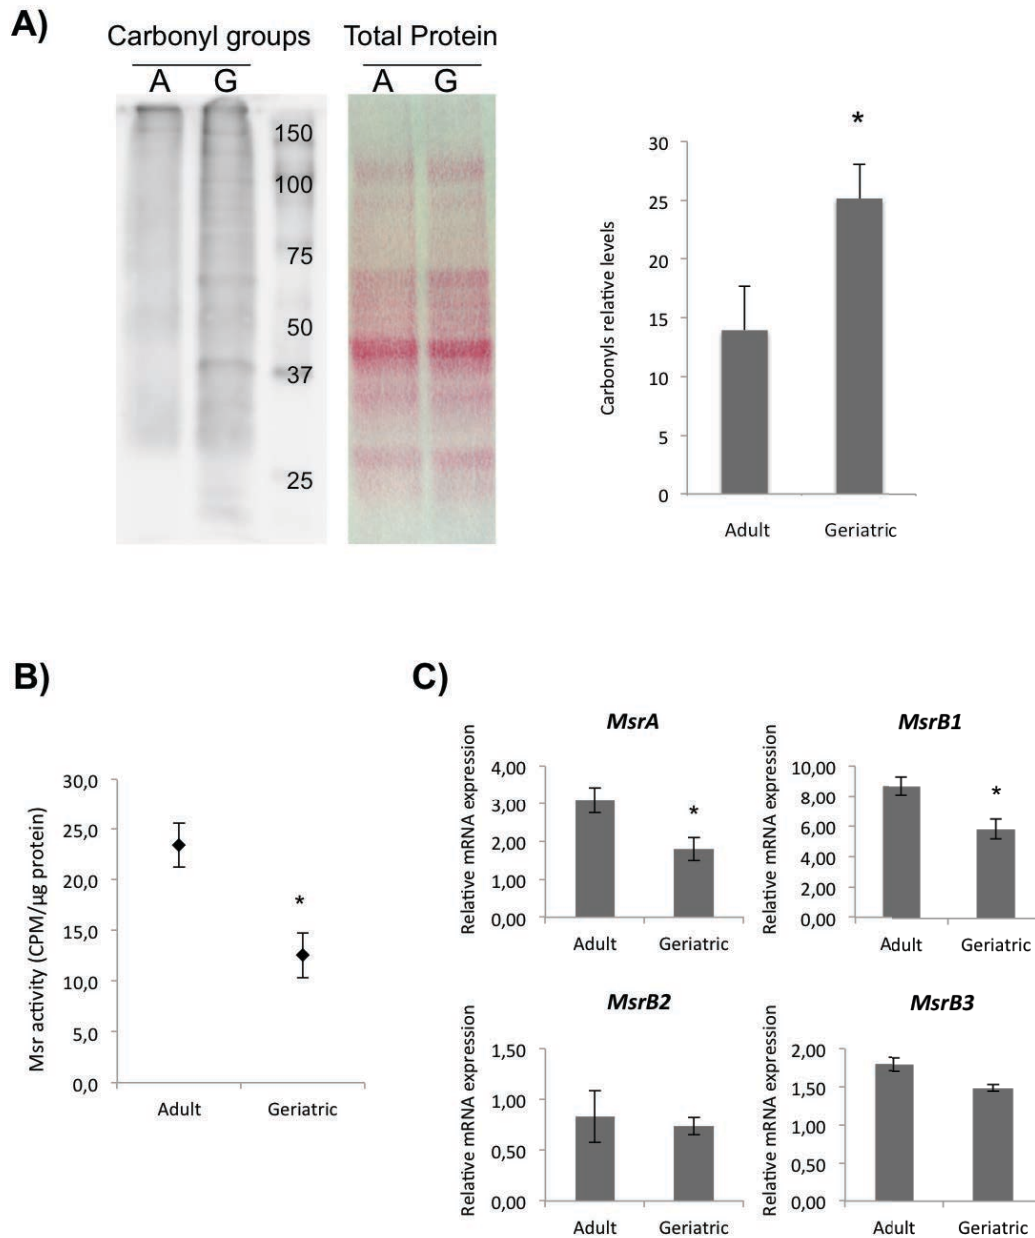 A)
Carbonyl groups
Total Protein
A G
A G
150
100
75
50
37
25
*
Carbonyls relative levels
30
25
20
15
10
5
0
Adult Geriatric
B)
Msr activity (CPM/µg protein)
30,0
25,0
20,0
15,0
10,0
5,0
0,0
*
Adult Geriatric
C)
MsrA
Relative mRNA expression
4,00
3,00
2,00
1,00
0,00
*
Adult Geriatric
MsrB1
Relative mRNA expression
10,00
8,00
6,00
4,00
2,00
0,00
*
Adult Geriatric
MsrB2
Relative mRNA expression
1,50
1,00
0,50
0,00
Adult Geriatric
MsrB3
Relative mRNA expression
2,00
1,50
1,00
0,50
0,00
Adult Geriatric